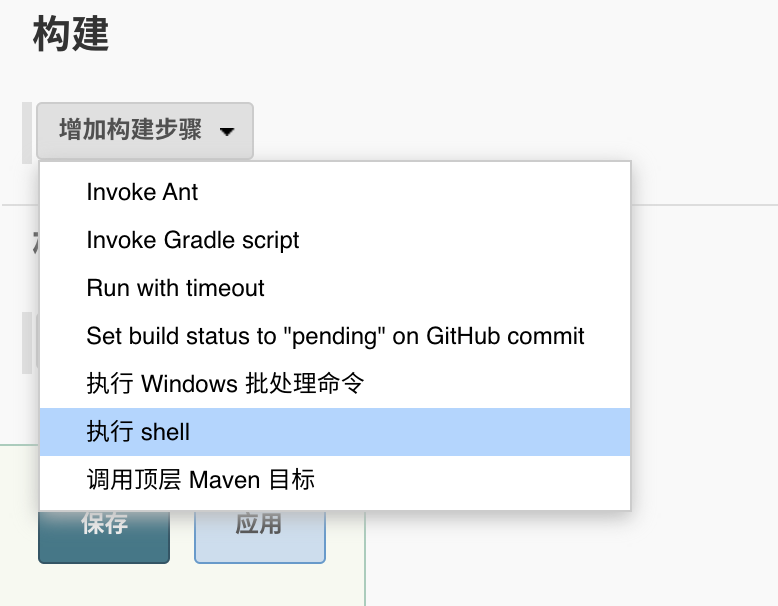 构建
增加构建步骤
Invoke Ant
Invoke Gradle script
Run with timeout
Set build status to "pending" on GitHub commit
执行 Windows 批处理命令
执行 shell
调用顶层 Maven 目标
保存
应用